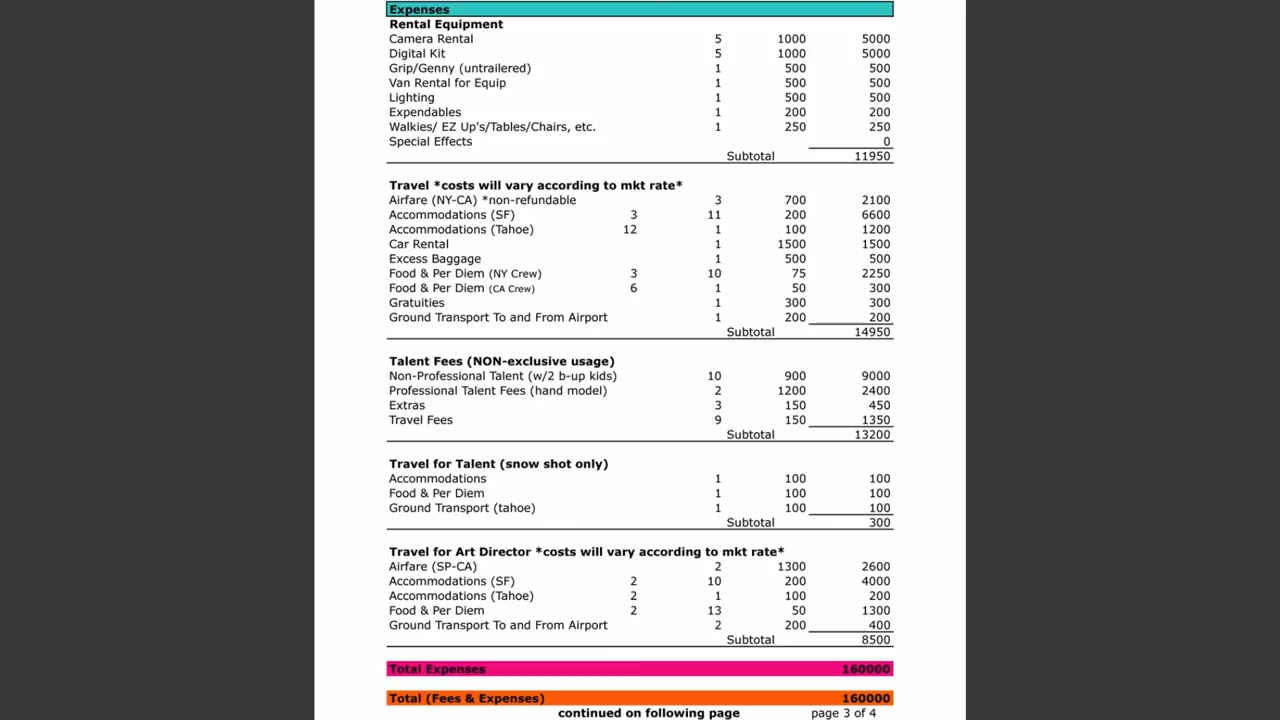 Expenses
Rental Equipment
Camera Rental 5 1000 5000
Digital Kit 5 1000 5000
Grip/Genny (untrailered) 1 500 500
Van Rental for Equip 1 500 500
Lighting 1 500 500
Expendables 1 200 200
Walkies/ EZ Up's/Tables/Chairs, etc. 1 250 250
Special Effects 0
Subtotal 11950
Travel *costs will vary according to mkt rate*
Airfare (NY-CA) *non-refundable 3 700 2100
Accommodations (SF) 3 11 200 6600
Accommodations (Tahoe) 12 1 100 1200
Car Rental 1 1500 1500
Excess Baggage 1 500 500
Food & Per Diem (NY Crew) 3 10 75 2250
Food & Per Diem (CA Crew) 6 1 50 300
Gratuities 1 300 300
Ground Transport To and From Airport 1 200 200
Subtotal 14950
Talent Fees (NON-exclusive usage)
Non-Professional Talent (w/2 b-up kids) 10 900 9000
Professional Talent Fees (hand model) 2 1200 2400
Extras 3 150 450
Travel Fees 9 150 1350
Subtotal 13200
Travel for Talent (snow shot only)
Accommodations 1 100 100
Food & Per Diem 1 100 100
Ground Transport (tahoe) 1 100 100
Subtotal 300
Travel for Art Director *costs will vary according to mkt rate*
Airfare (SP-CA) 2 1300 2600
Accommodations (SF) 2 10 200 4000
Accommodations (Tahoe) 2 1 100 200
Food & Per Diem 2 13 50 1300
Ground Transport To and From Airport 2 200 400
Subtotal 8500
Total Expenses 160000
Total (Fees & Expenses) 160000
continued on following page page 3 of 4